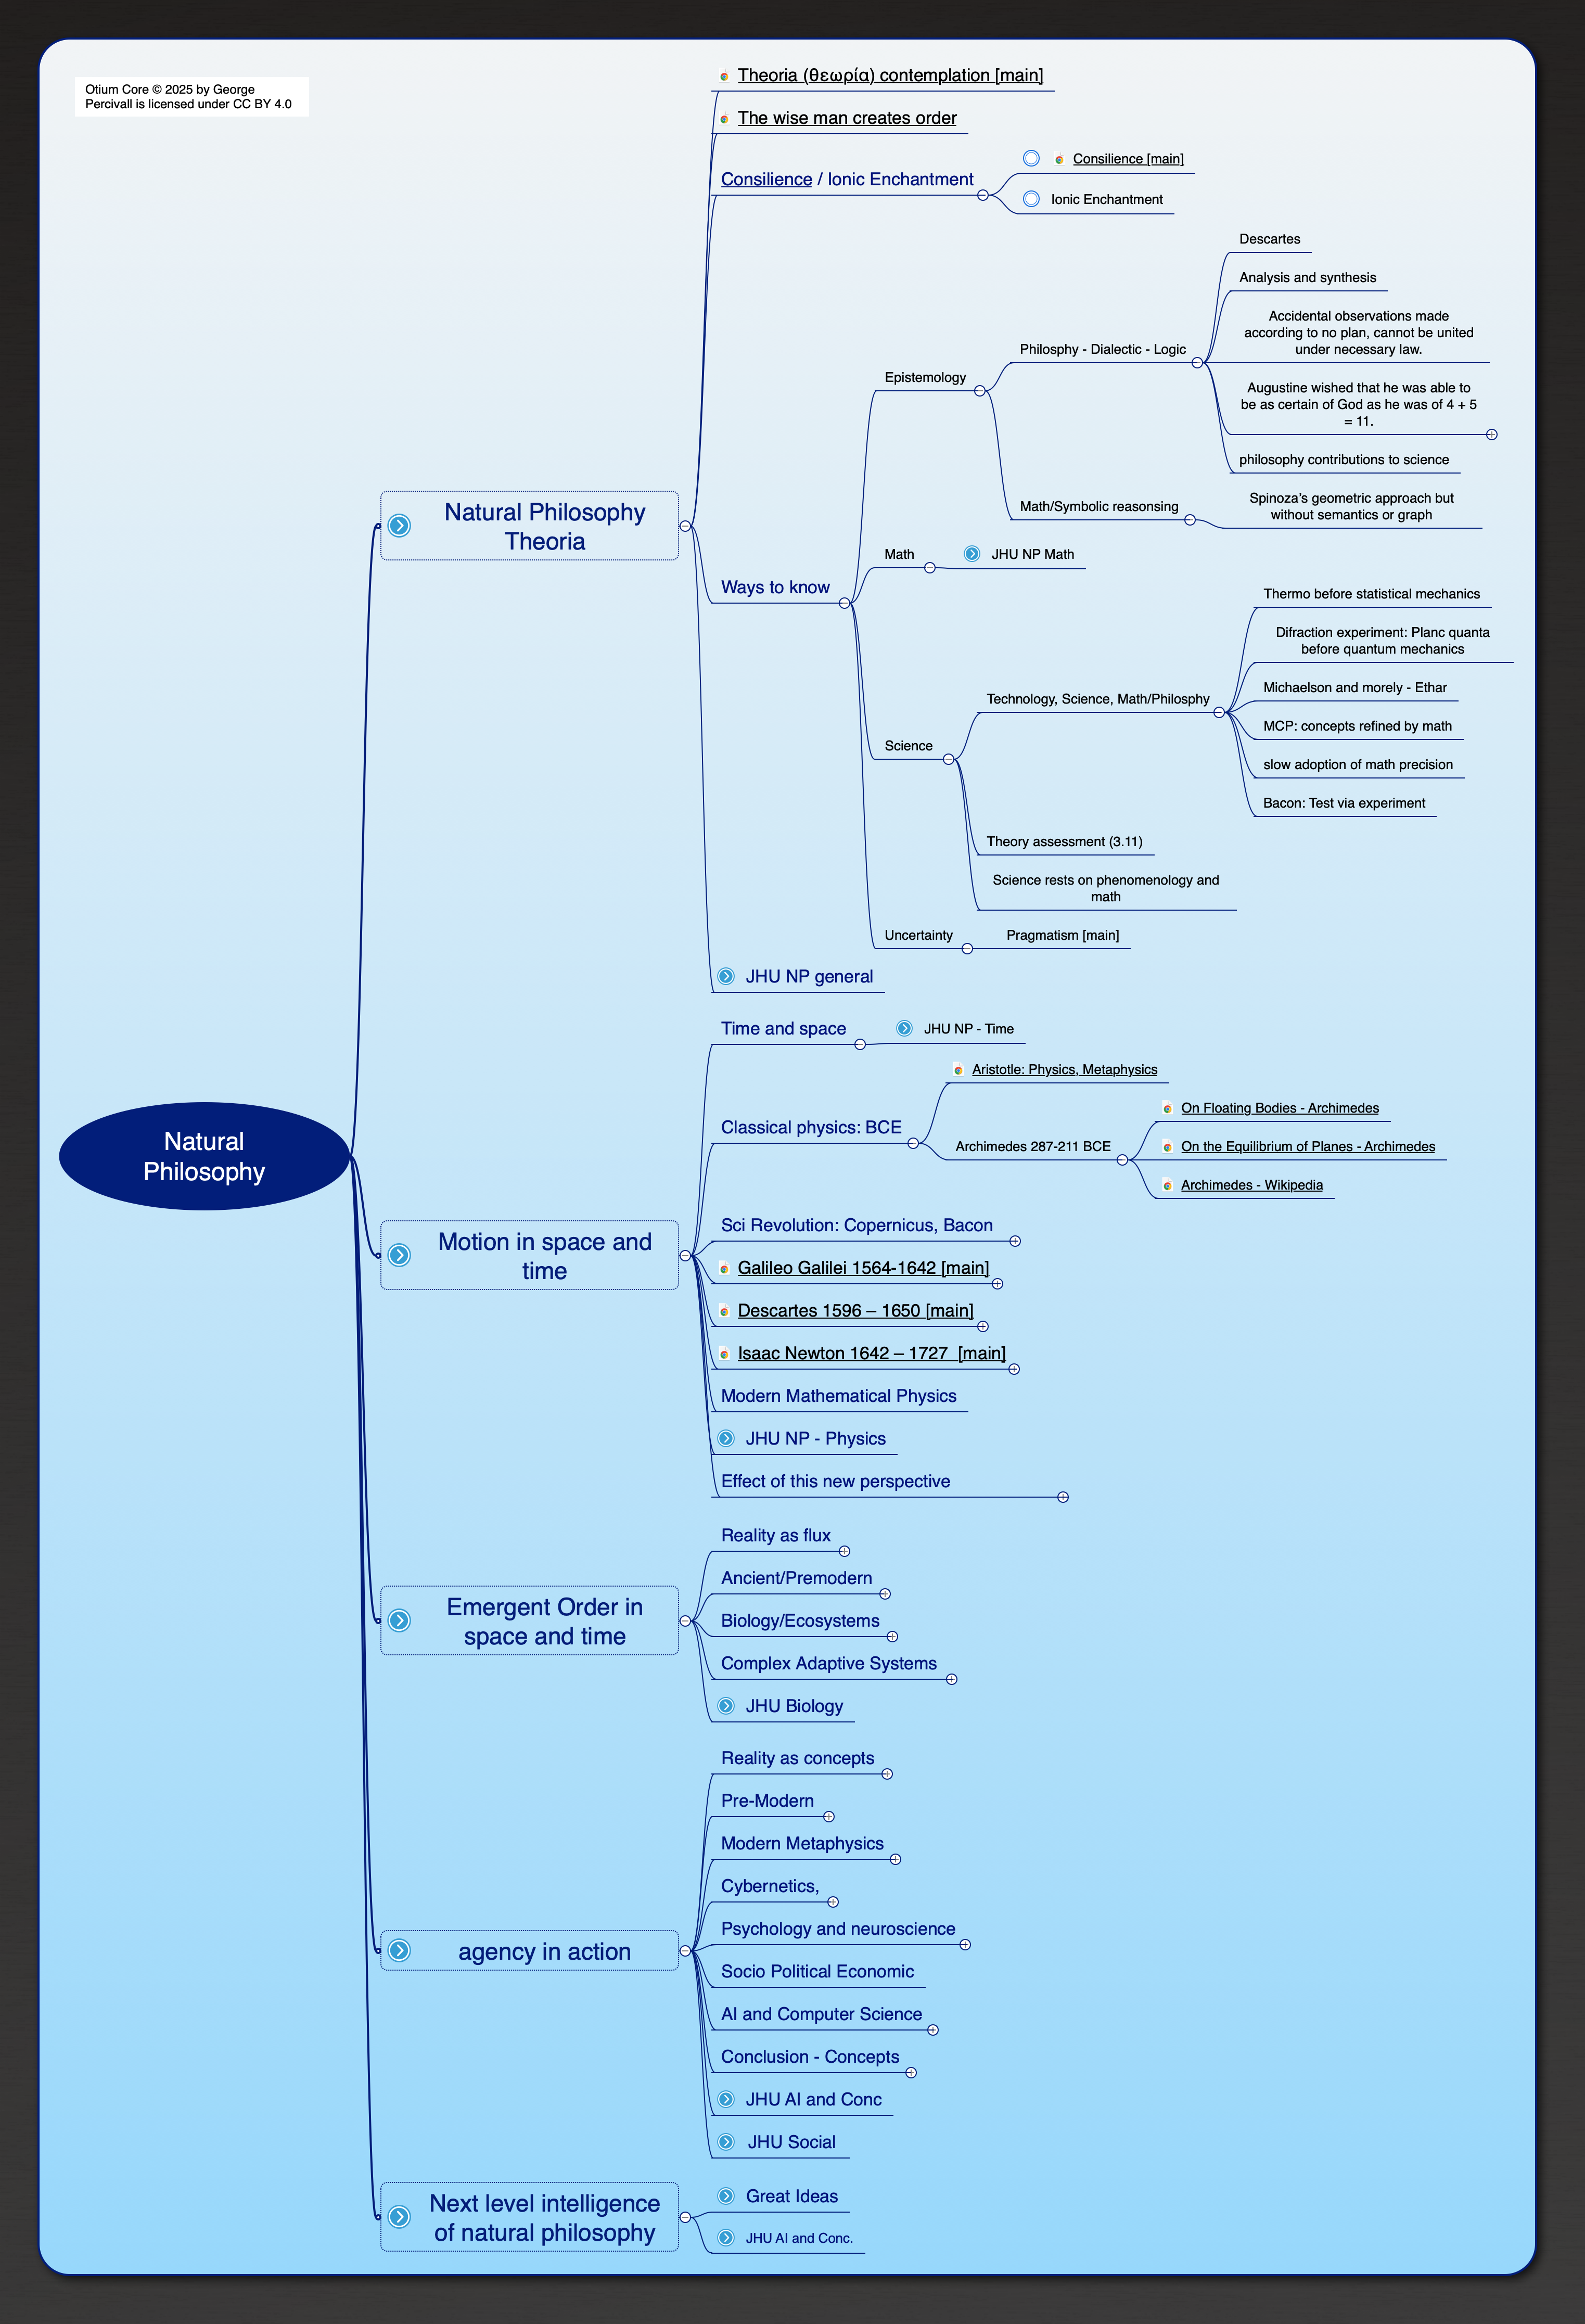 Otium Core © 2025 by George
Percivall is licensed under CC BY 4.0
Natural
Philosophy
Natural Philosophy
Theoria
Theoria (θεωρία) contemplation [main]
The wise man creates order
Consilience / Ionic Enchantment
Consilience [main]
Ionic Enchantment
Ways to know
Epistemology
Philosphy - Dialectic - Logic
Descartes
Analysis and synthesis
Accidental observations made
according to no plan, cannot be united
under necessary law.
Augustine wished that he was able to
be as certain of God as he was of 4 + 5
= 11.
philosophy contributions to science
Math/Symbolic reasonsing
Spinoza’s geometric approach but
without semantics or graph
Math
JHU NP Math
Science
Technology, Science, Math/Philosphy
Thermo before statistical mechanics
Difraction experiment: Planc quanta
before quantum mechanics
Michaelson and morely - Ethar
MCP: concepts refined by math
slow adoption of math precision
Bacon: Test via experiment
Theory assessment (3.11)
Science rests on phenomenology and
math
Uncertainty
Pragmatism [main]
JHU NP general
Motion in space and
time
Time and space
JHU NP - Time
Classical physics: BCE
Aristotle: Physics, Metaphysics
Archimedes 287-211 BCE
On Floating Bodies - Archimedes
On the Equilibrium of Planes - Archimedes
Archimedes - Wikipedia
Sci Revolution: Copernicus, Bacon
Galileo Galilei 1564-1642 [main]
Descartes 1596 – 1650 [main]
Isaac Newton 1642 – 1727  [main]
Modern Mathematical Physics
JHU NP - Physics
Effect of this new perspective
Emergent Order in
space and time
Reality as flux
Ancient/Premodern
Biology/Ecosystems
Complex Adaptive Systems
JHU Biology
agency in action
Reality as concepts
Pre-Modern
Modern Metaphysics
Cybernetics,
Psychology and neuroscience
Socio Political Economic
AI and Computer Science
Conclusion - Concepts
JHU AI and Conc
JHU Social
Next level intelligence
of natural philosophy
Great Ideas
JHU AI and Conc.